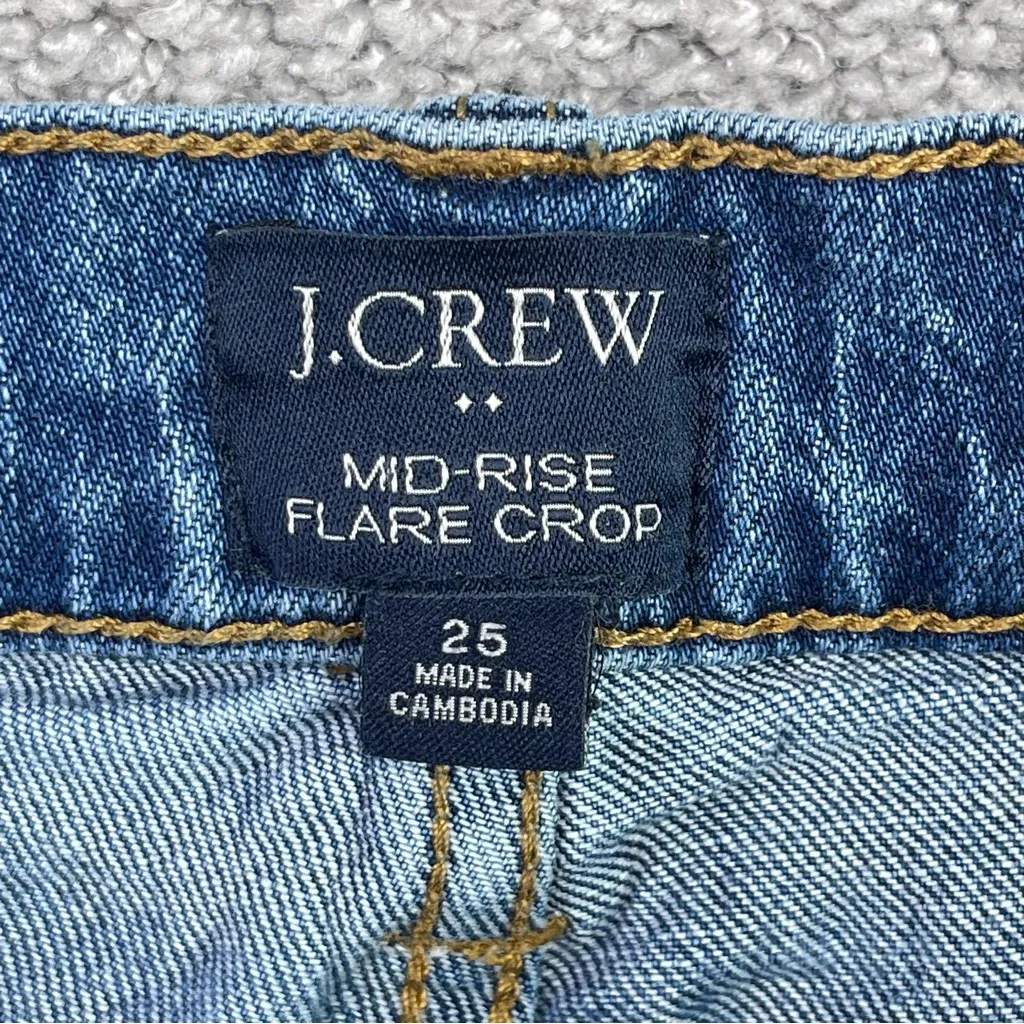 J.CREW
MID-RISE
FLARE CROP
25
MADE IN
CAMBODIA